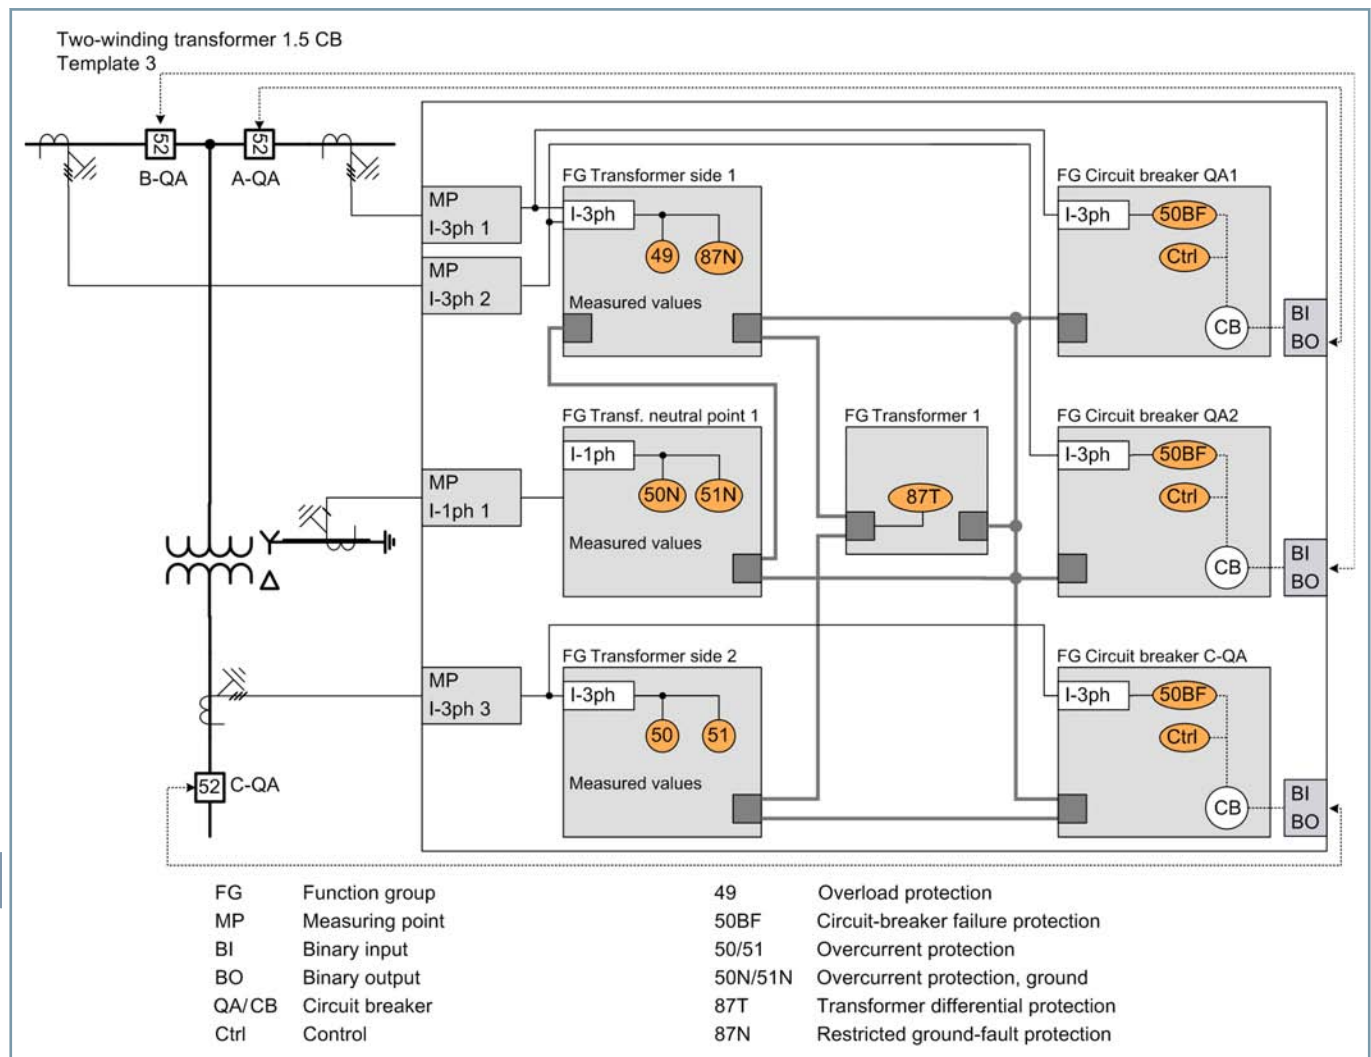 Two-winding transformer 1.5 CB
Template 3
52
52
B-QA
A-QA
MP
I-3ph 1
MP
I-3ph 2
FG Transformer side 1
I-3ph
49
87N
Measured values
FG Circuit breaker QA1
I-3ph
50BF
Ctrl
CB
BI
BO
MP
I-1ph 1
FG Transf. neutral point 1
I-1ph
50N
51N
Measured values
FG Transformer 1
87T
FG Circuit breaker QA2
I-3ph
50BF
Ctrl
CB
BI
BO
Y
Δ
MP
I-3ph 3
FG Transformer side 2
I-3ph
50
51
Measured values
FG Circuit breaker C-QA
I-3ph
50BF
Ctrl
CB
BI
BO
52
C-QA
FG Function group
MP Measuring point
BI Binary input
BO Binary output
QA/CB Circuit breaker
Ctrl Control
49 Overload protection
50BF Circuit-breaker failure protection
50/51 Overcurrent protection
50N/51N Overcurrent protection, ground
87T Transformer differential protection
87N Restricted ground-fault protection